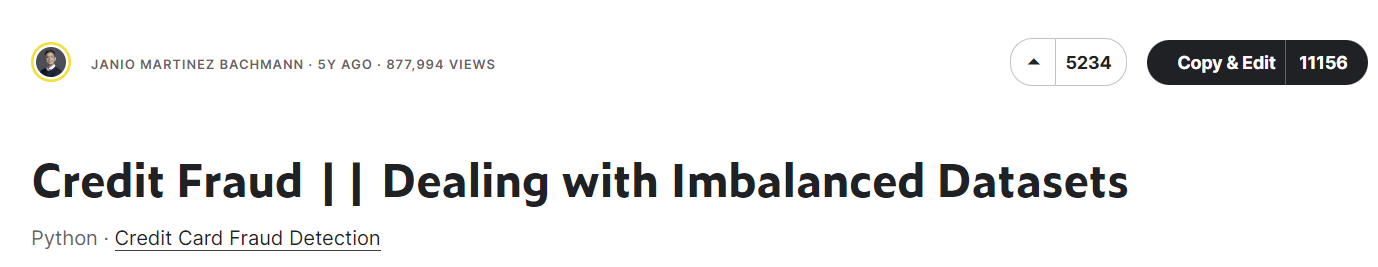 JANIO MARTINEZ BACHMANN · 5Y AGO · 877,994 VIEWS
5234
Copy & Edit 11156
Credit Fraud || Dealing with Imbalanced Datasets
Python · Credit Card Fraud Detection